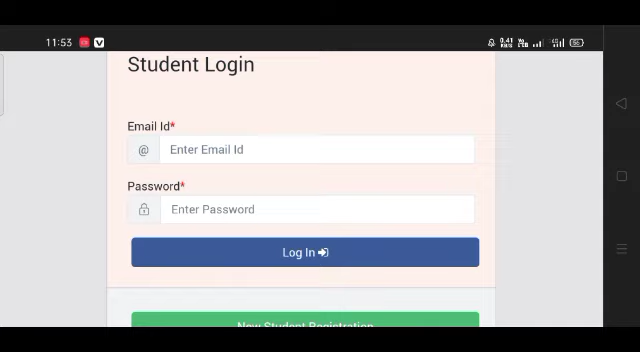 11:53
Student Login
Email Id*
@ Enter Email Id
Password*
Enter Password
Log In
New Student Registration